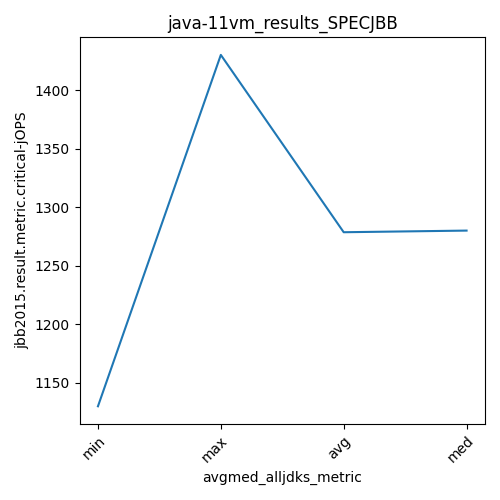 java-11vm_results_SPECJBB
jbb2015.result.metric.critical-jOPS
1400
1350
1300
1250
1200
1150
min
max
avg
med
avgmed_alljdks_metric